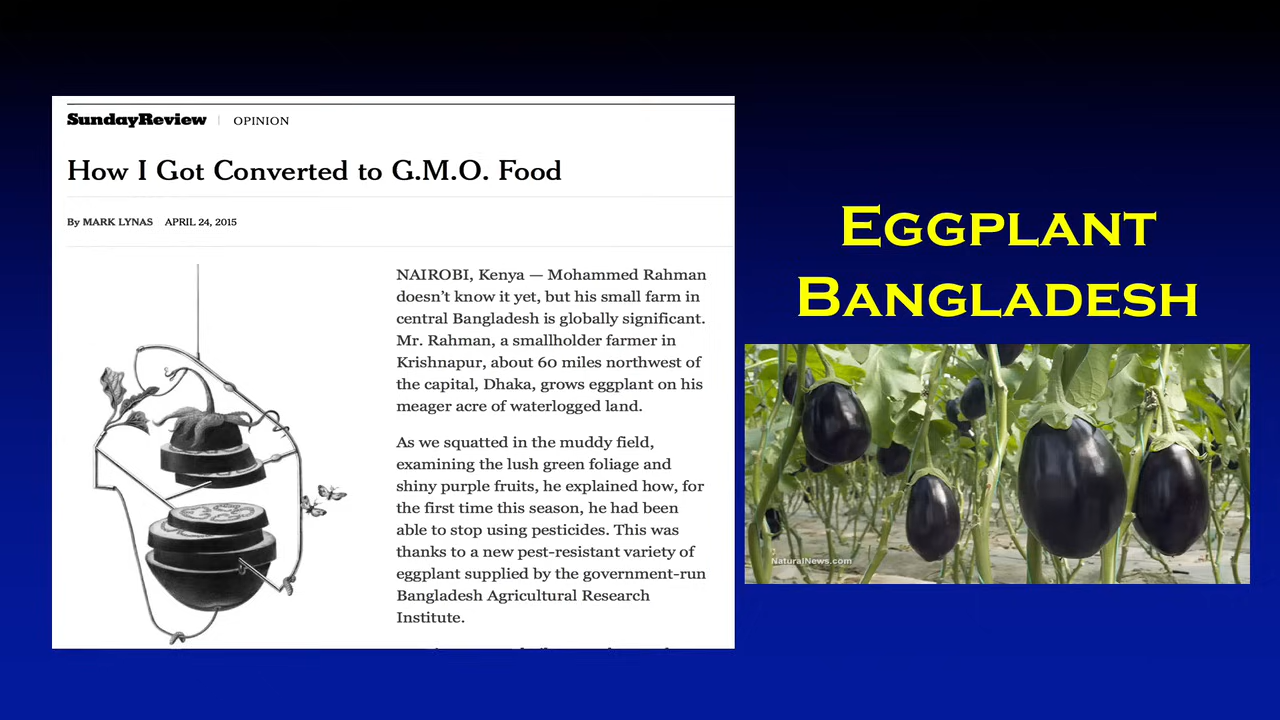 SundayReview | OPINION
How I Got Converted to G.M.O. Food
By MARK LYNAS APRIL 24, 2015
NAIROBI, Kenya — Mohammed Rahman
doesn’t know it yet, but his small farm in
central Bangladesh is globally significant.
Mr. Rahman, a smallholder farmer in
Krishnapur, about 60 miles northwest of
the capital, Dhaka, grows eggplant on his
meager acre of waterlogged land.
As we squatted in the muddy field,
examining the lush green foliage and
shiny purple fruits, he explained how, for
the first time this season, he had been
able to stop using pesticides. This was
thanks to a new pest-resistant variety of
eggplant supplied by the government-run
Bangladesh Agricultural Research
Institute.
EGGPLANT
BANGLADESH
NaturalNews.com